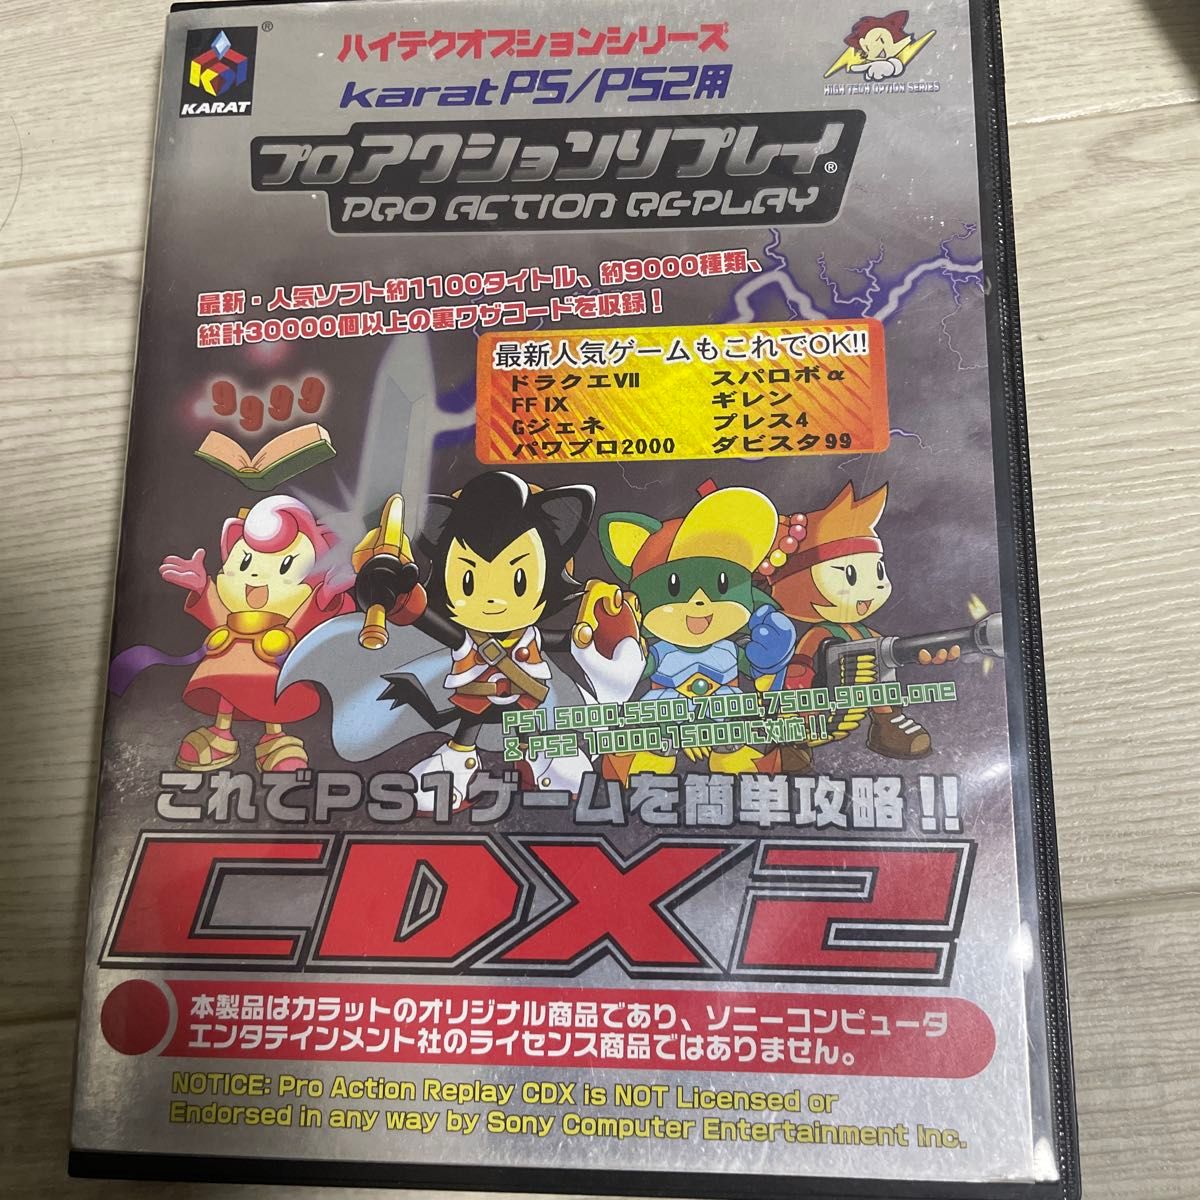 KARAT
®
ハイテクオプションシリーズ
karat PS/PS2用
HIGH TECH OPTION SERIES
プロアクションリプレイ®
PRO ACTION REPLAY
最新・人気ソフト約1100タイトル、約9000種類、
総計30000個以上の裏ワザコードを収録！
最新人気ゲームもこれでOK!!
ドラクエⅦ スパロボα
FFⅨ ギレン
Gジェネ プレス4
パワプロ2000 ダビスタ99
9999
PS1 5000,5500,7000,7500,9000,one
& PS2 10000,15000に対応!!
これでPS1ゲームを簡単攻略!!
CDX2
本製品はカラットのオリジナル商品であり、ソニーコンピュータ
エンタテインメント社のライセンス商品ではありません。
NOTICE: Pro Action Replay CDX is NOT Licensed or
Endorsed in any way by Sony Computer Entertainment Inc.